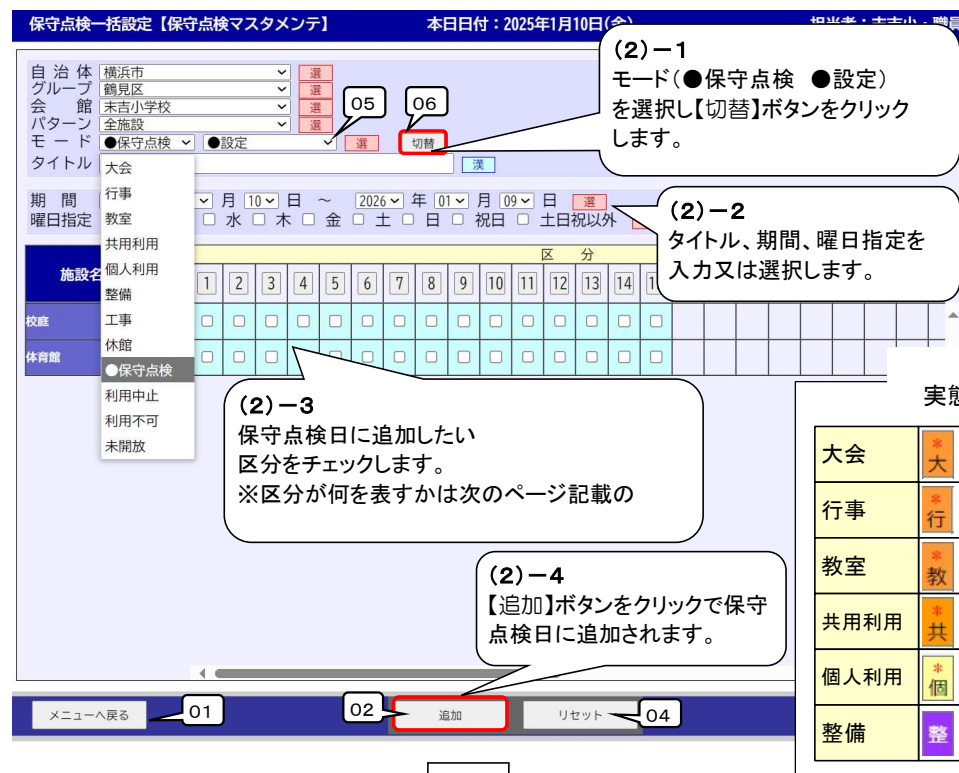 保守点検一括設定【保守点検マスタメンテ】 本日日付：2025年1月10日(金)
(2)－1
モード(●保守点検 ●設定)
を選択し【切替】ボタンをクリック
します。
自 治 体 横浜市 選
グループ 鶴見区 選
会 館 末吉小学校 選
パターン 全施設 選
モ ー ド ●保守点検 ●設定 選 切替
05
06
タイトル 漢
大会
行事
教室
共用利用
個人利用
整備
工事
休館
●保守点検
利用中止
利用不可
未開放
期 間 月 10 日 ～ 2026 年 01 月 09 日 選
曜日指定 水 木 金 土 日 祝日 土日祝以外
(2)－2
タイトル、期間、曜日指定を
入力又は選択します。
区 分
施設名
1 2 3 4 5 6 7 8 9 10 11 12 13 14
校庭
体育館
(2)－3
保守点検日に追加したい
区分をチェックします。
※区分が何を表すかは次のページ記載の
(2)－4
【追加】ボタンをクリックで保守
点検日に追加されます。
メニューへ戻る 01 02 追加 リセット 04
大会 *大
行事 *行
教室 *教
共用利用 *共
個人利用 *個
整備 整